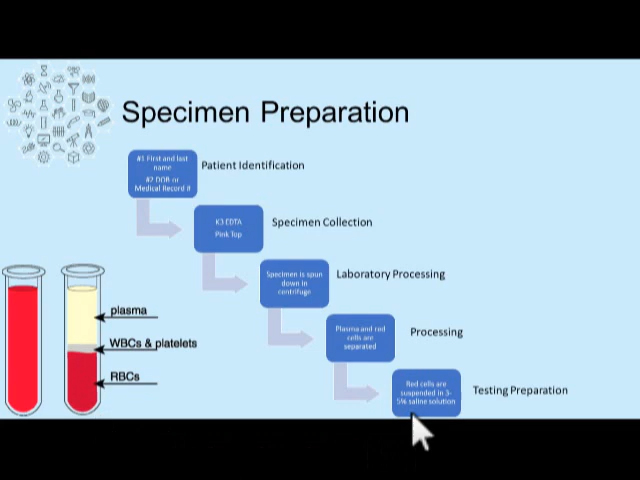 Specimen Preparation
#1 First and last
name
#2 DOB or
Medical Record #
Patient Identification
K3 EDTA
Pink Top
Specimen Collection
Specimen is spun
down in
centrifuge
Laboratory Processing
Plasma and red
cells are
separated
Processing
Red cells are
suspended in 3-
5% saline solution
Testing Preparation
plasma
WBCs & platelets
RBCs